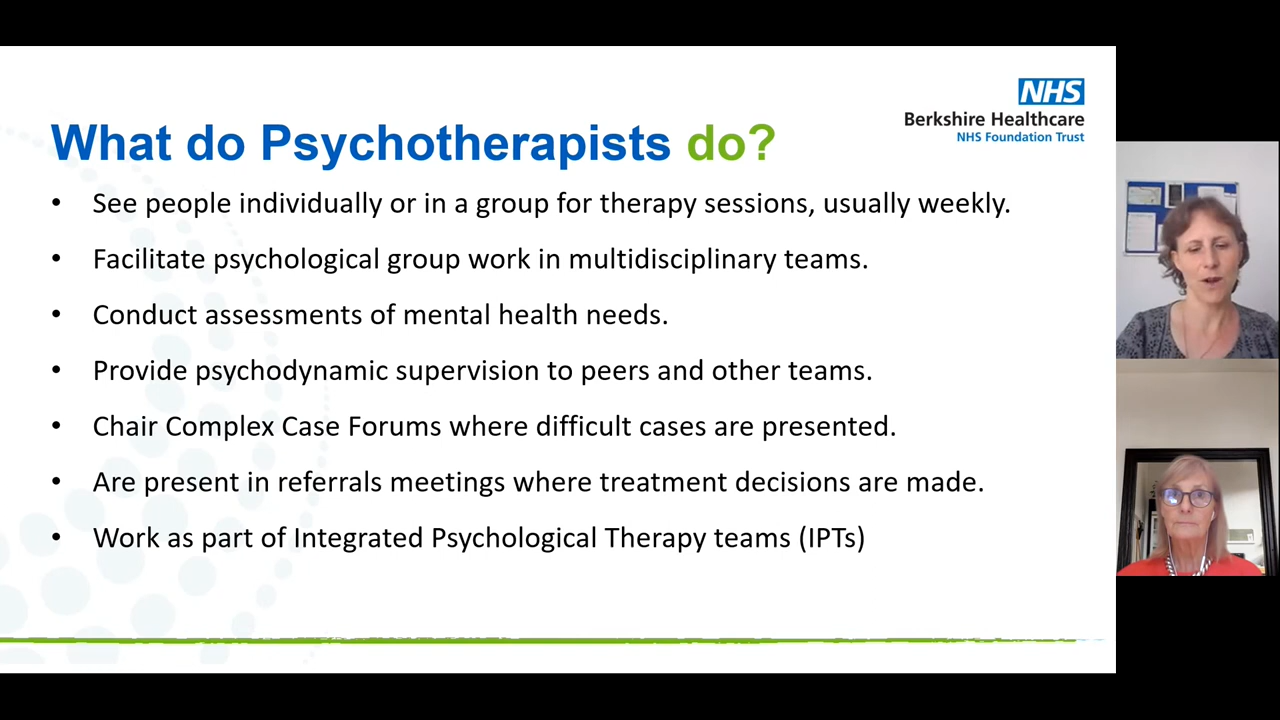 NHS
Berkshire Healthcare
NHS Foundation Trust
What do Psychotherapists do?
• See people individually or in a group for therapy sessions, usually weekly.
• Facilitate psychological group work in multidisciplinary teams.
• Conduct assessments of mental health needs.
• Provide psychodynamic supervision to peers and other teams.
• Chair Complex Case Forums where difficult cases are presented.
• Are present in referrals meetings where treatment decisions are made.
• Work as part of Integrated Psychological Therapy teams (IPTs)